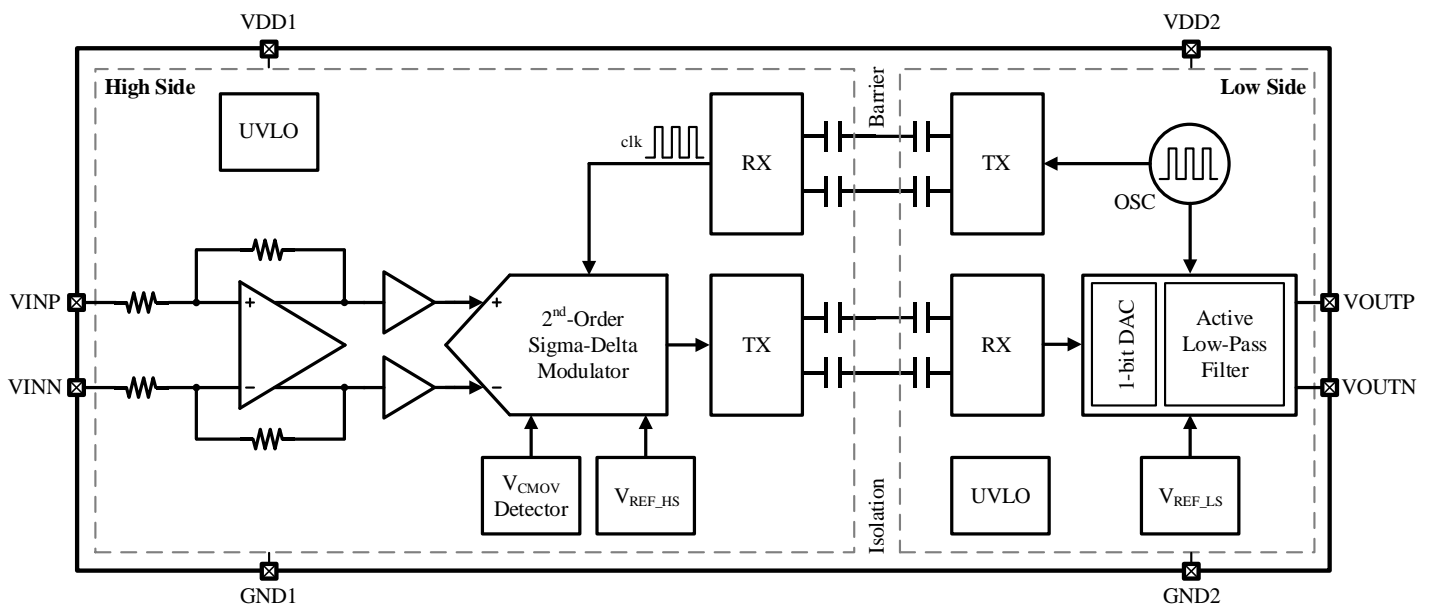 VDD1
VDD2
High Side
Low Side
UVLO
clk
RX
Barrier
TX
OSC
VINP
+
+
2nd-Order
Sigma-Delta
Modulator
TX
RX
1-bit DAC
Active
Low-Pass
Filter
VOUTP
VINN
−
−
VOUTN
VCMOV
Detector
VREF_HS
Isolation
UVLO
VREF_LS
GND1
GND2